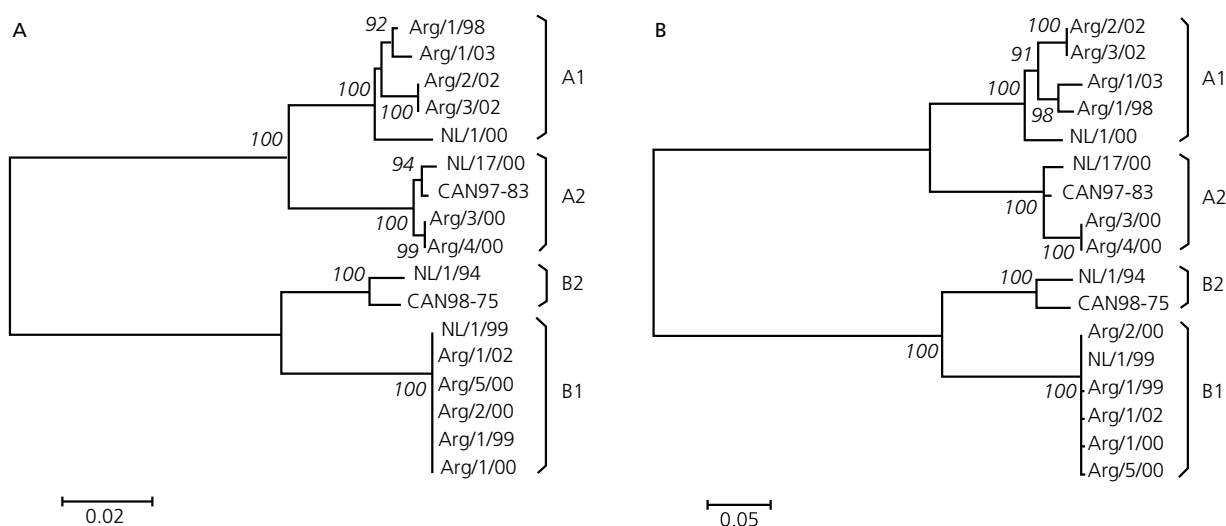 A
92
Arg/1/98
Arg/1/03
100
Arg/2/02
100
Arg/3/02
NL/1/00
A1
100
94
NL/17/00
CAN97-83
100
Arg/3/00
99
Arg/4/00
A2
100
NL/1/94
CAN98-75
B2
NL/1/99
Arg/1/02
100
Arg/5/00
Arg/2/00
Arg/1/99
Arg/1/00
B1
0.02
B
100
Arg/2/02
Arg/3/02
91
100
Arg/1/03
98
Arg/1/98
NL/1/00
A1
NL/17/00
CAN97-83
100
Arg/3/00
100
Arg/4/00
A2
100
NL/1/94
CAN98-75
B2
100
Arg/2/00
NL/1/99
100
Arg/1/99
Arg/1/02
Arg/1/00
Arg/5/00
B1
0.05